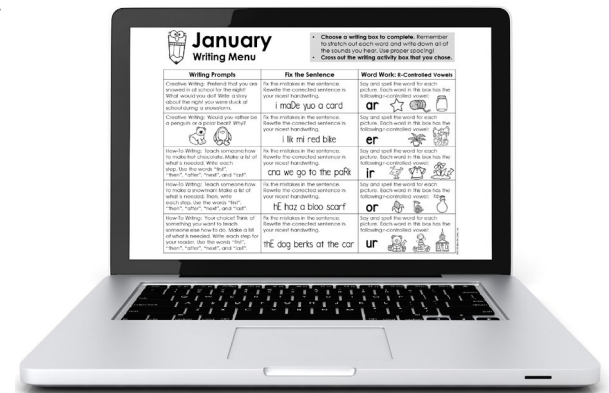 January
Writing Menu
• Choose a writing box to complete. Remember
to stretch out each word and write down all of
the sounds you hear. Use proper spacing!
• Cross out the writing activity box that you chose.
Writing Prompts
Fix the Sentence
Word Work: R-Controlled Vowels
Creative Writing: Pretend that you are
snowed in at school for the night!
What would you do? Write a story
about the night you were stuck at
school during a snowstorm.
Fix the mistakes in the sentence.
Rewrite the corrected sentence in
your nicest handwriting.
i maDe yuo a card
Say and spell the word for each
picture. Each word in this box has the
following r-controlled vowel:
ar
Creative Writing: Would you rather be
a penguin or a polar bear? Why?
Fix the mistakes in the sentence.
Rewrite the corrected sentence in
your nicest handwriting.
i lik mi red bike
Say and spell the word for each
picture. Each word in this box has the
following r-controlled vowel:
er
How-To Writing: Teach someone how
to make hot chocolate. Make a list of
what is needed. Write each
step. Use the words "first",
"then", "after", "next", and "last".
Fix the mistakes in the sentence.
Rewrite the corrected sentence in
your nicest handwriting.
cna we go to the paRk
Say and spell the word for each
picture. Each word in this box has the
following r-controlled vowel:
ir
How-To Writing: Teach someone how
to make a snowman! Make a list of
what is needed. Then, write
each step. Use the words "first",
"then", "after", "next", and "last".
Fix the mistakes in the sentence.
Rewrite the corrected sentence in
your nicest handwriting.
hE haz a bloo scarf
Say and spell the word for each
picture. Each word in this box has the
following r-controlled vowel:
or
How-To Writing: Your choice! Think of
something you want to teach
someone else how to do. Make a list
of what is needed. Write each step for
your reader. Use the words "first",
"then", "after", "next", and "last".
Fix the mistakes in the sentence.
Rewrite the corrected sentence in
your nicest handwriting.
thE dog berks at the car
Say and spell the word for each
picture. Each word in this box has the
following r-controlled vowel:
ur